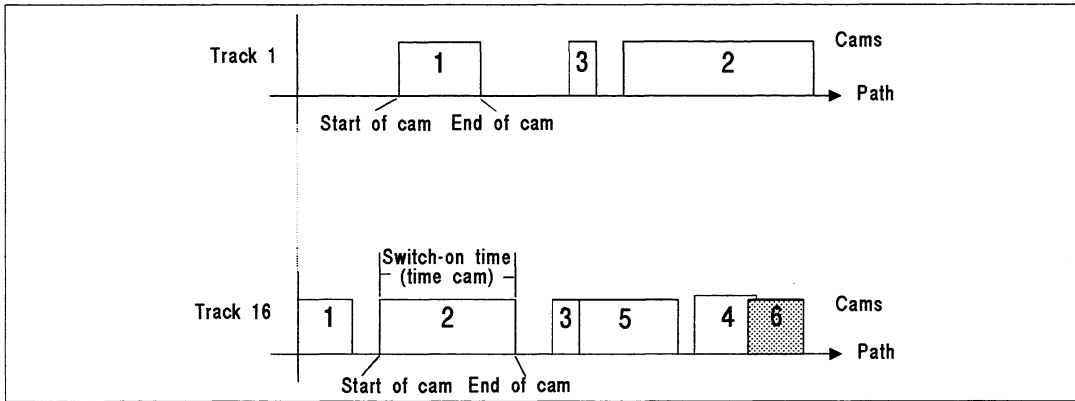 Track 1
1
3
2
Cams
Path
Start of cam
End of cam
Switch-on time
(time cam)
Track 16
1
2
3
5
4
6
Cams
Path
Start of cam
End of cam